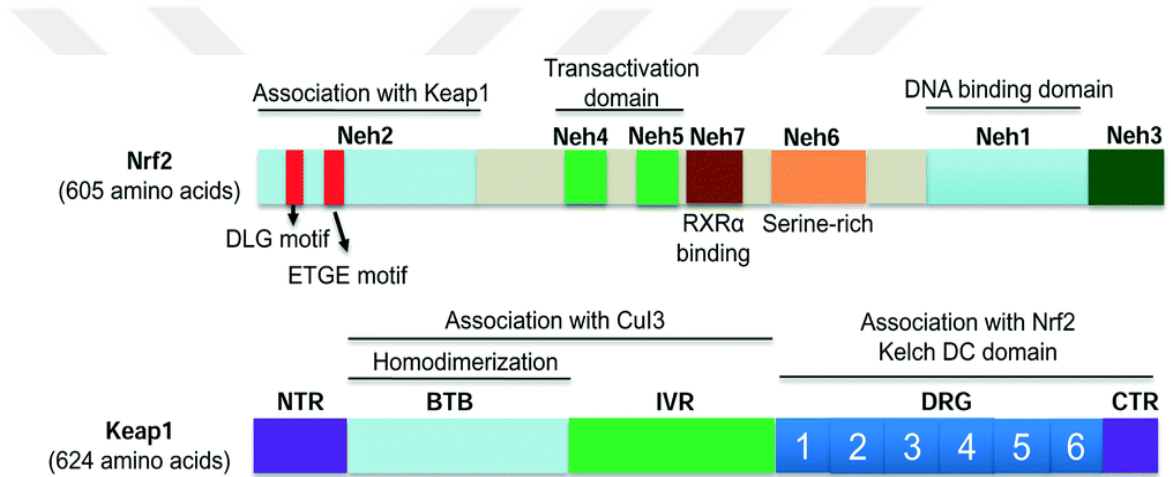 Transactivation
domain
Association with Keap1
DNA binding domain
Neh2
Neh4
Neh5
Neh7
Neh6
Neh1
Neh3
Nrf2
(605 amino acids)
DLG motif
ETGE motif
RXRα
binding
Serine-rich
Association with Cul3
Association with Nrf2
Kelch DC domain
Homodimerization
NTR
BTB
IVR
DRG
CTR
Keap1
(624 amino acids)
1 2 3 4 5 6